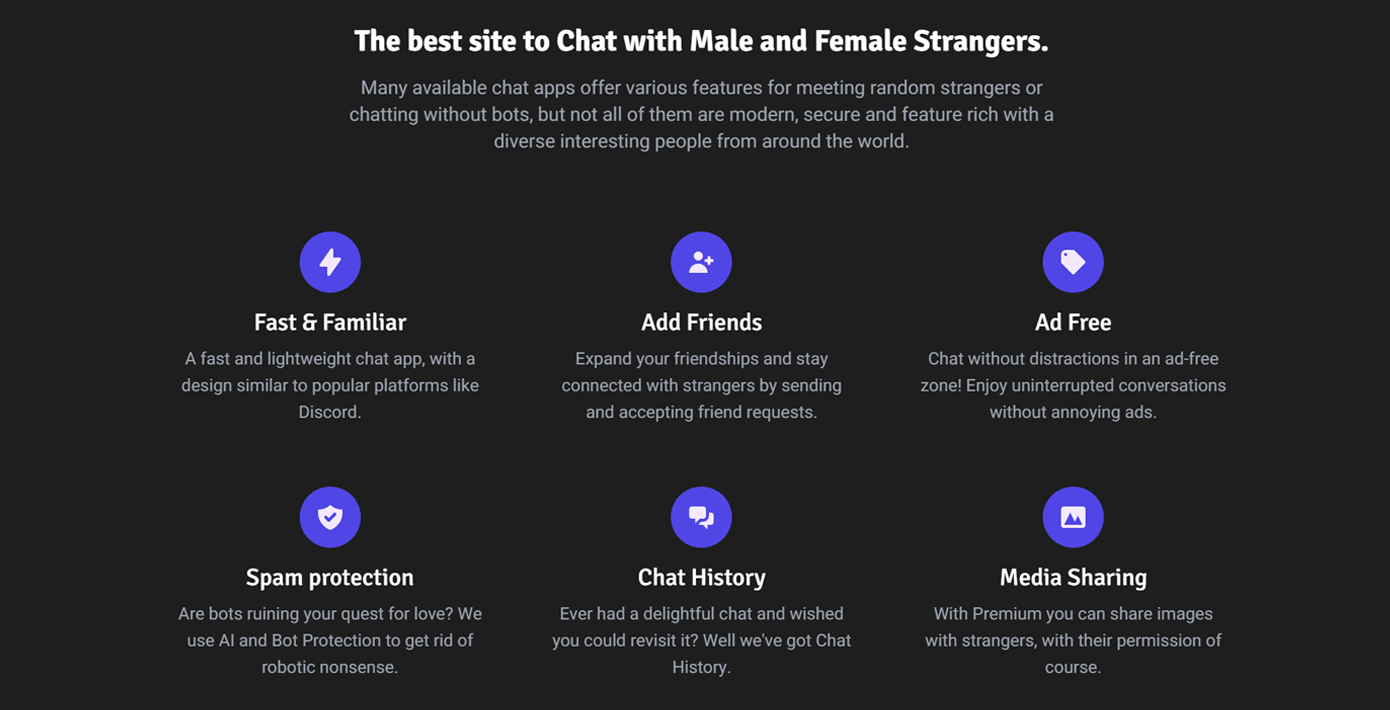 The best site to Chat with Male and Female Strangers.
Many available chat apps offer various features for meeting random strangers or
chatting without bots, but not all of them are modern, secure and feature rich with a
diverse interesting people from around the world.
Fast & Familiar
A fast and lightweight chat app, with a
design similar to popular platforms like
Discord.
Add Friends
Expand your friendships and stay
connected with strangers by sending
and accepting friend requests.
Ad Free
Chat without distractions in an ad-free
zone! Enjoy uninterrupted conversations
without annoying ads.
Spam protection
Are bots ruining your quest for love? We
use AI and Bot Protection to get rid of
robotic nonsense.
Chat History
Ever had a delightful chat and wished
you could revisit it? Well we've got Chat
History.
Media Sharing
With Premium you can share images
with strangers, with their permission of
course.